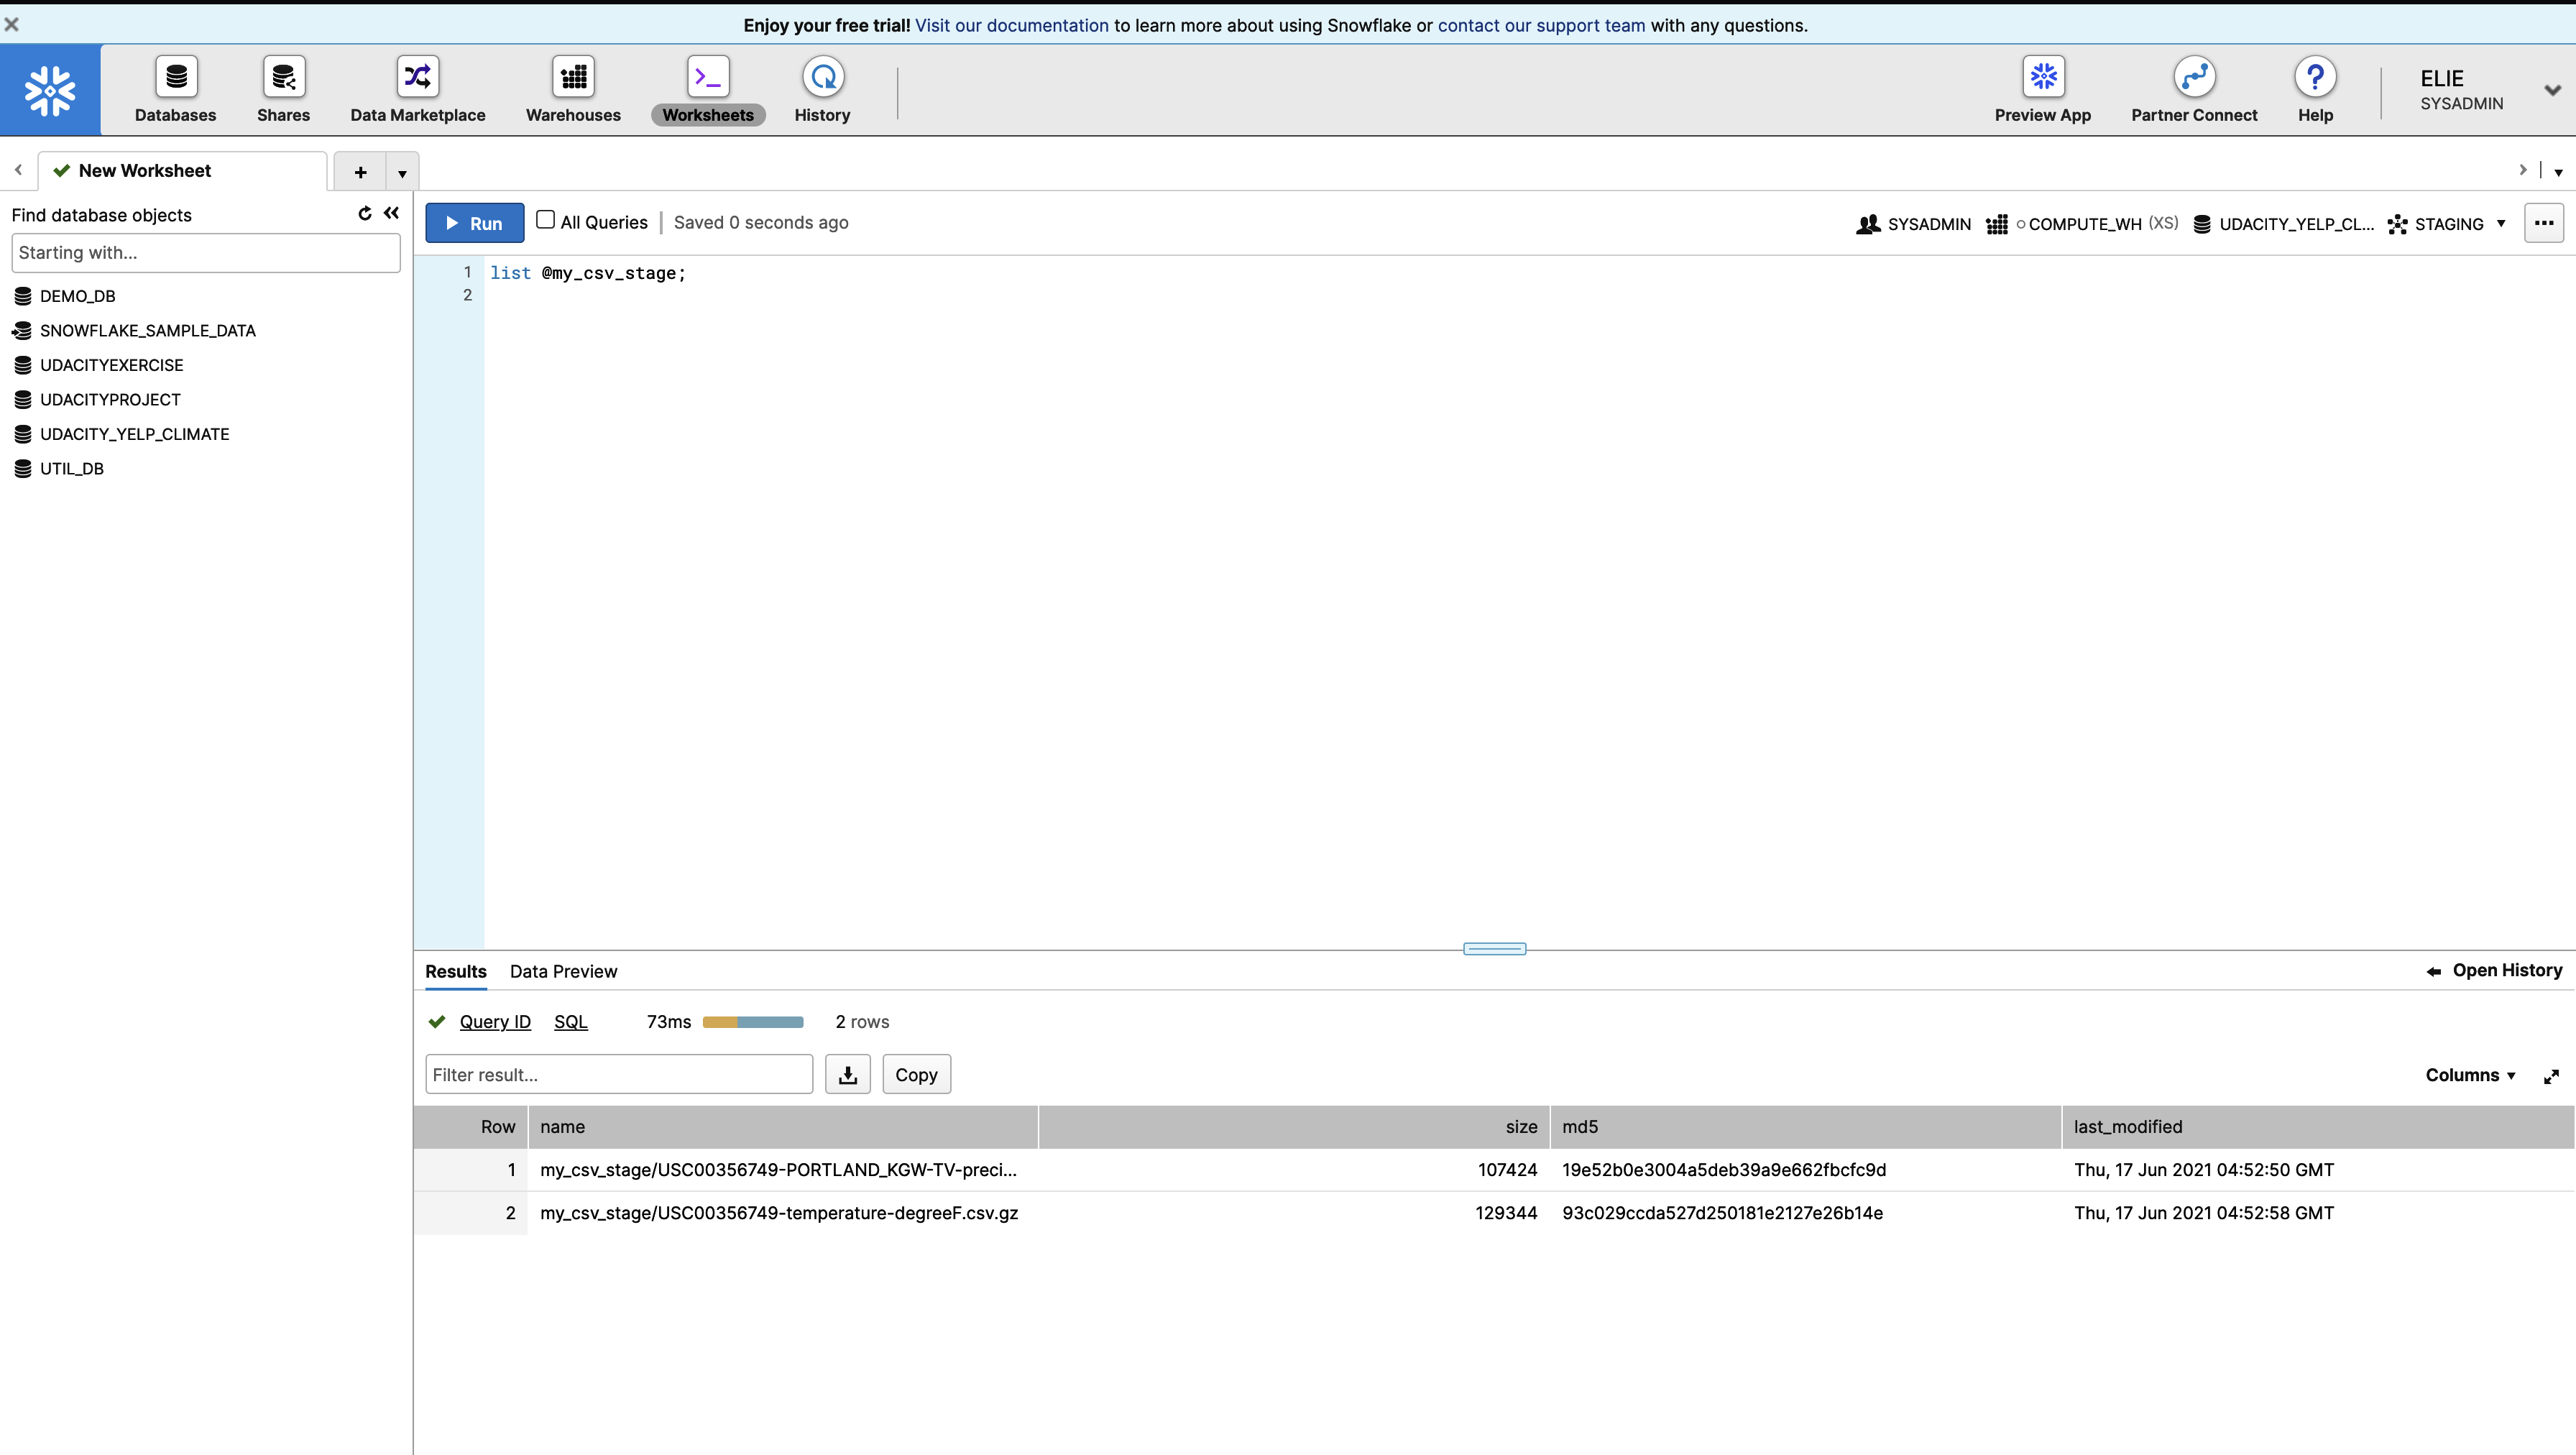 Enjoy your free trial! Visit our documentation to learn more about using Snowflake or contact our support team with any questions.
Databases Shares Data Marketplace Warehouses Worksheets History Preview App Partner Connect Help
ELIE
SYSADMIN
New Worksheet
Find database objects
Starting with...
DEMO_DB
SNOWFLAKE_SAMPLE_DATA
UDACITYEXERCISE
UDACITYPROJECT
UDACITY_YELP_CLIMATE
UTIL_DB
Run All Queries Saved 0 seconds ago SYSADMIN COMPUTE_WH (XS) UDACITY_YELP_CL... STAGING
1 list @my_csv_stage;
2
Results Data Preview Open History
Query ID SQL 73ms 2 rows
Filter result... Copy Columns
Row name size md5 last_modified
1 my_csv_stage/USC00356749-PORTLAND_KGW-TV-preci... 107424 19e52b0e3004a5deb39a9e662fbcfc9d Thu, 17 Jun 2021 04:52:50 GMT
2 my_csv_stage/USC00356749-temperature-degreeF.csv.gz 129344 93c029ccda527d250181e2127e26b14e Thu, 17 Jun 2021 04:52:58 GMT